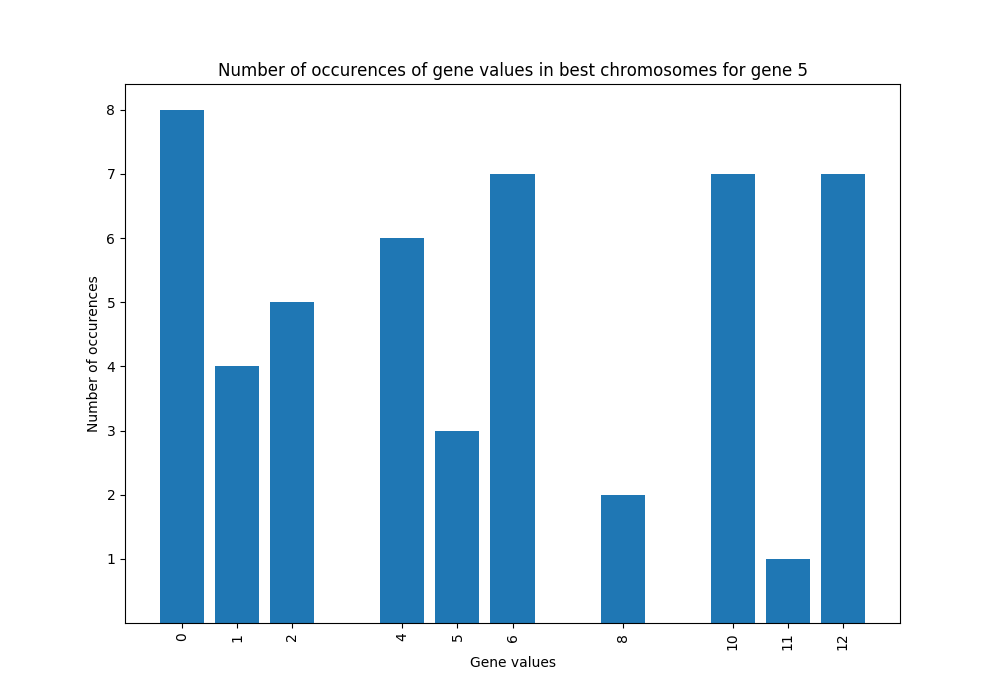 Number of occurences of gene values in best chromosomes for gene 5
8
7
6
5
4
3
2
1
Number of occurences
0 1 2 4 5 6 8 10 11 12
Gene values